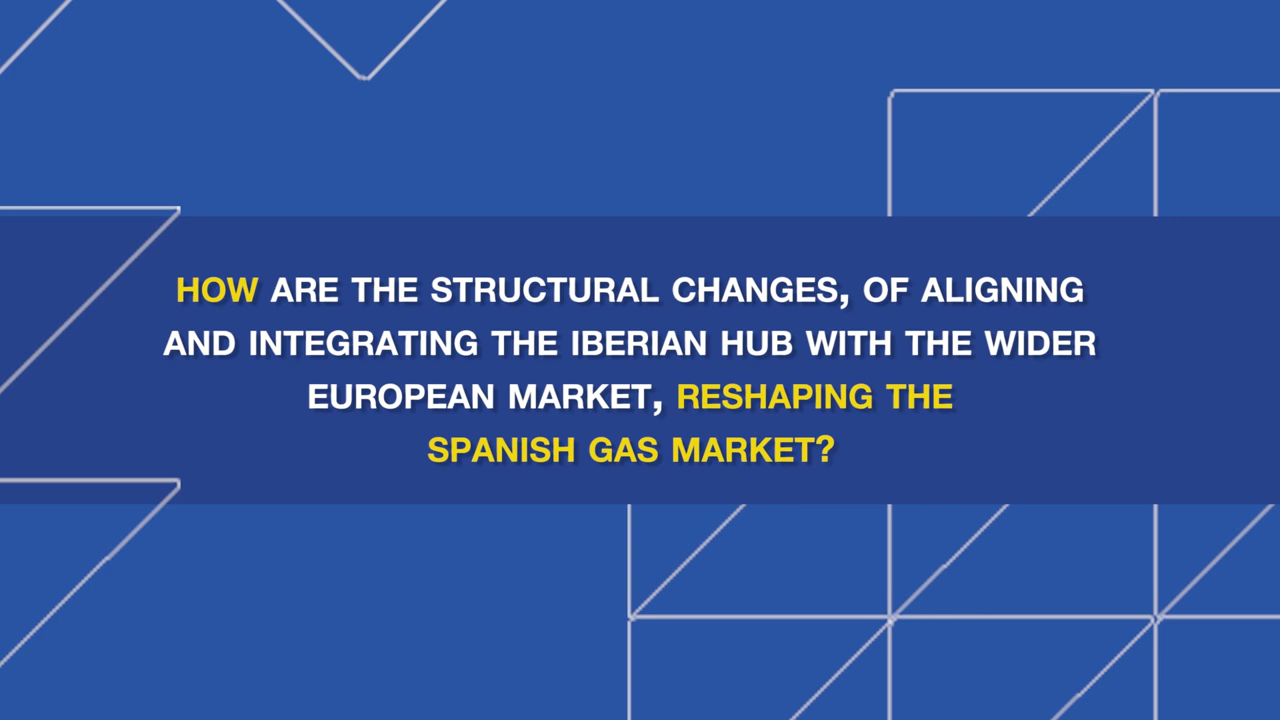 HOW ARE THE STRUCTURAL CHANGES, OF ALIGNING
AND INTEGRATING THE IBERIAN HUB WITH THE WIDER
EUROPEAN MARKET, RESHAPING THE
SPANISH GAS MARKET?